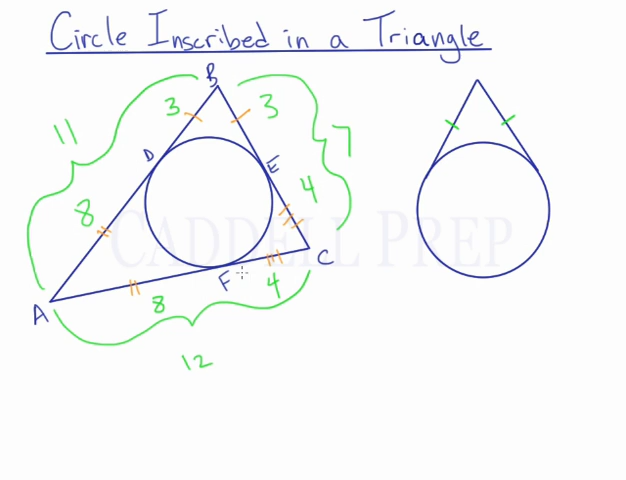 Circle Inscribed in a Triangle
B
3
3
11
7
D
E
8
4
CADDELL PREP
C
F
A
8
4
12